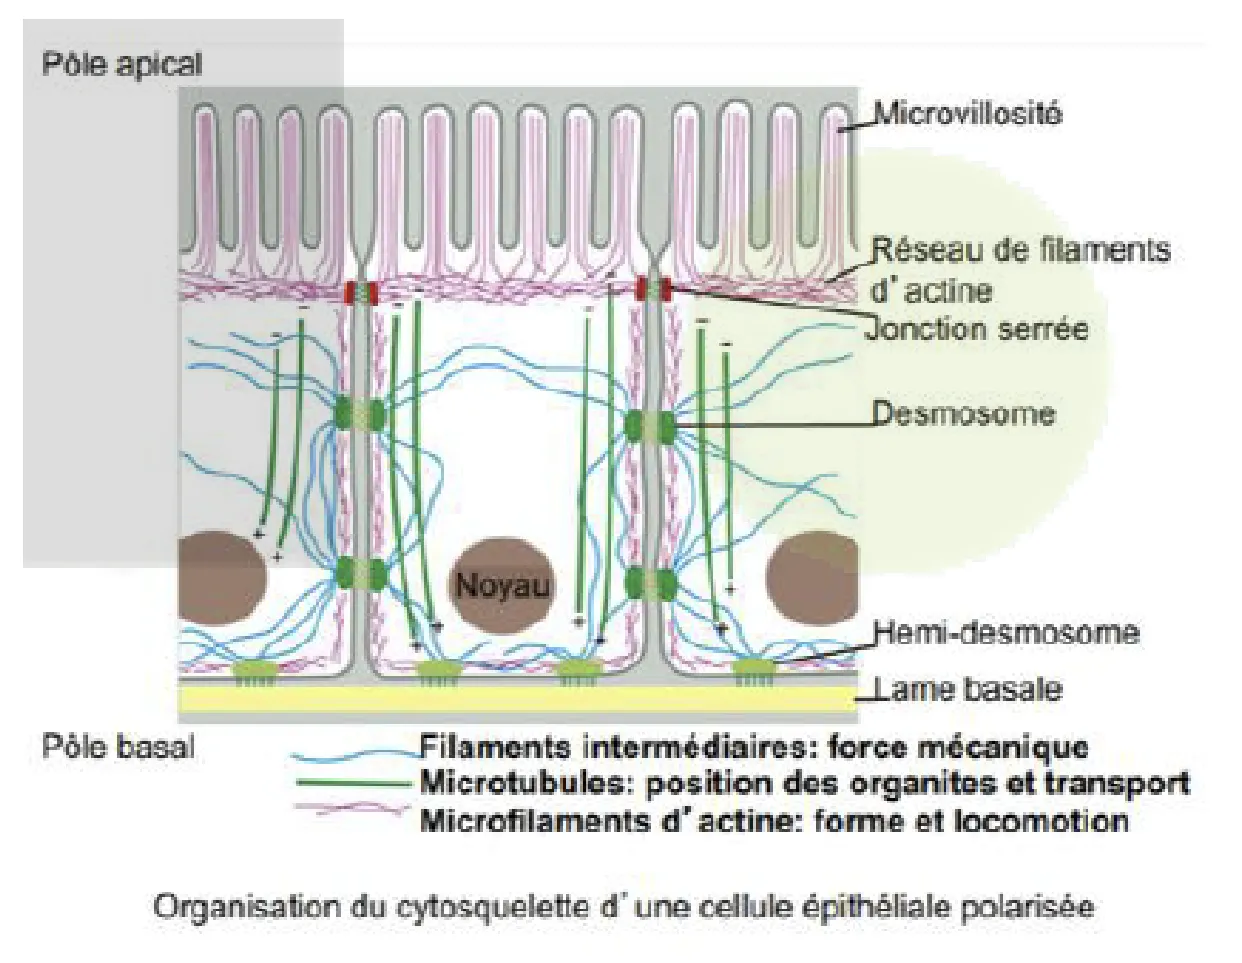 Pôle apical
Microvillosité
Réseau de filaments
d'actine
Jonction serrée
Desmosome
Noyau
Hemi-desmosome
Lame basale
Pôle basal
Filaments intermédiaires: force mécanique
Microtubules: position des organites et transport
Microfilaments d'actine: forme et locomotion
Organisation du cytosquelette d'une cellule épithéliale polarisée